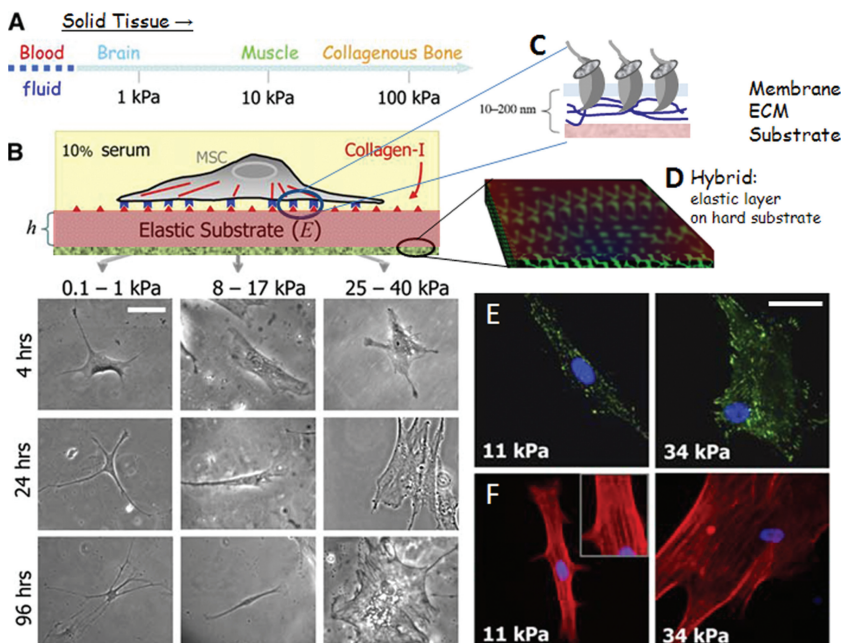 A
Solid Tissue →
Blood Brain Muscle Collagenous Bone
fluid
1 kPa 10 kPa 100 kPa
C
10–200 nm
Membrane
ECM
Substrate
B
10% serum
MSC
Collagen-I
h
Elastic Substrate (E)
D Hybrid:
elastic layer
on hard substrate
0.1 – 1 kPa 8 – 17 kPa 25 – 40 kPa
4 hrs
24 hrs
96 hrs
E
11 kPa
34 kPa
F
11 kPa
34 kPa